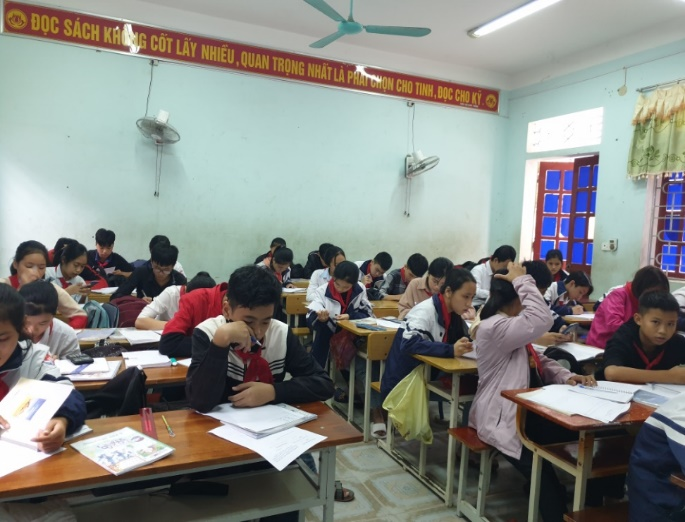 ĐỌC SÁCH KHÔNG CỐT LẤY NHIỀU, QUAN TRỌNG NHẤT LÀ PHẢI CHỌN CHO TINH, ĐỌC CHO KỸ